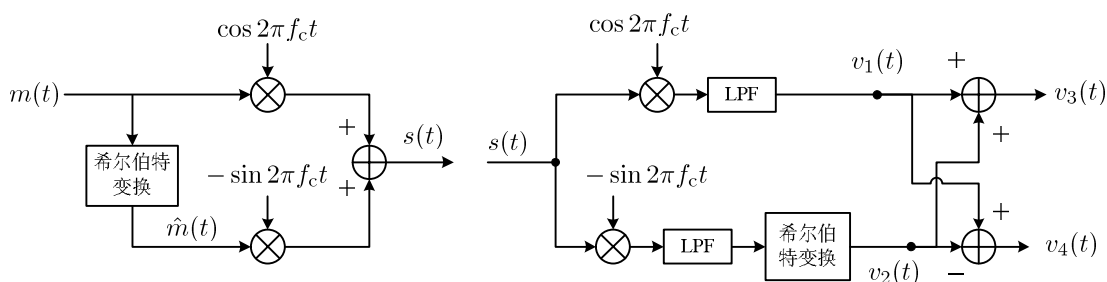 cos 2πf_c t
m(t)
希尔伯特
变换
m̂(t)
− sin 2πf_c t
+
+
s(t)
s(t)
cos 2πf_c t
LPF
v_1(t)
+
+
v_3(t)
− sin 2πf_c t
LPF
希尔伯
特变换
v_2(t)
+
−
v_4(t)